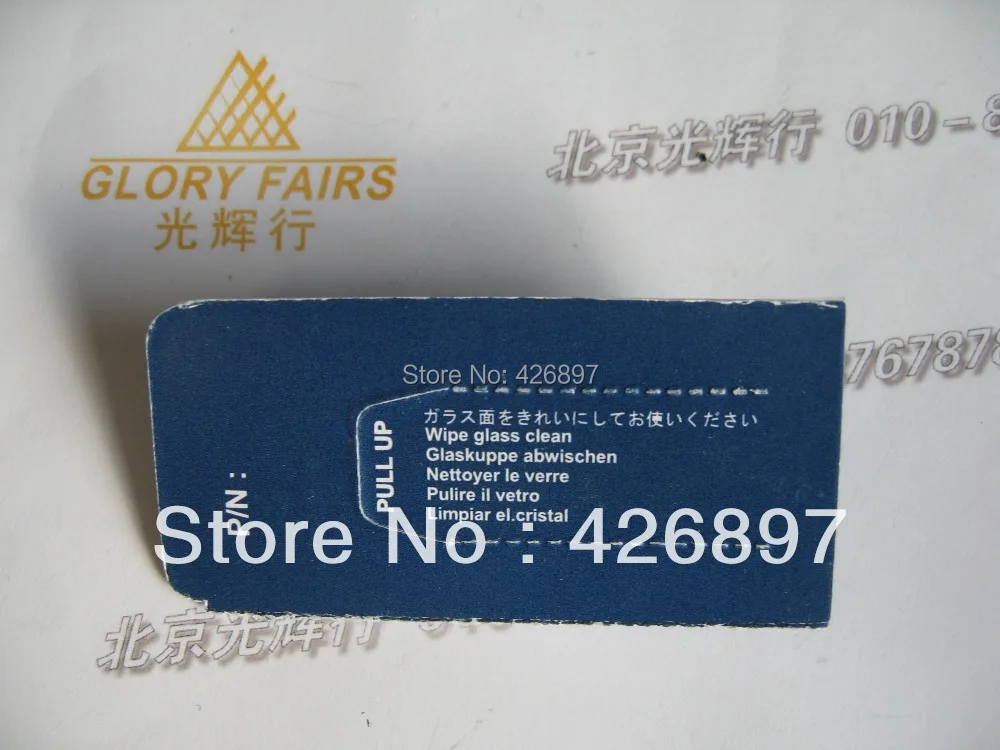 GLORY FAIRS
光辉行
北京光辉行 010-8
767878
Store No: 426897
ガラス面をきれいにしてお使いください
Wipe glass clean
Glaskuppe abwischen
Nettoyer le verre
Pulire il vetro
Limpiar el.cristal
PULL UP
P/N :
Store No : 426897
北京光辉行